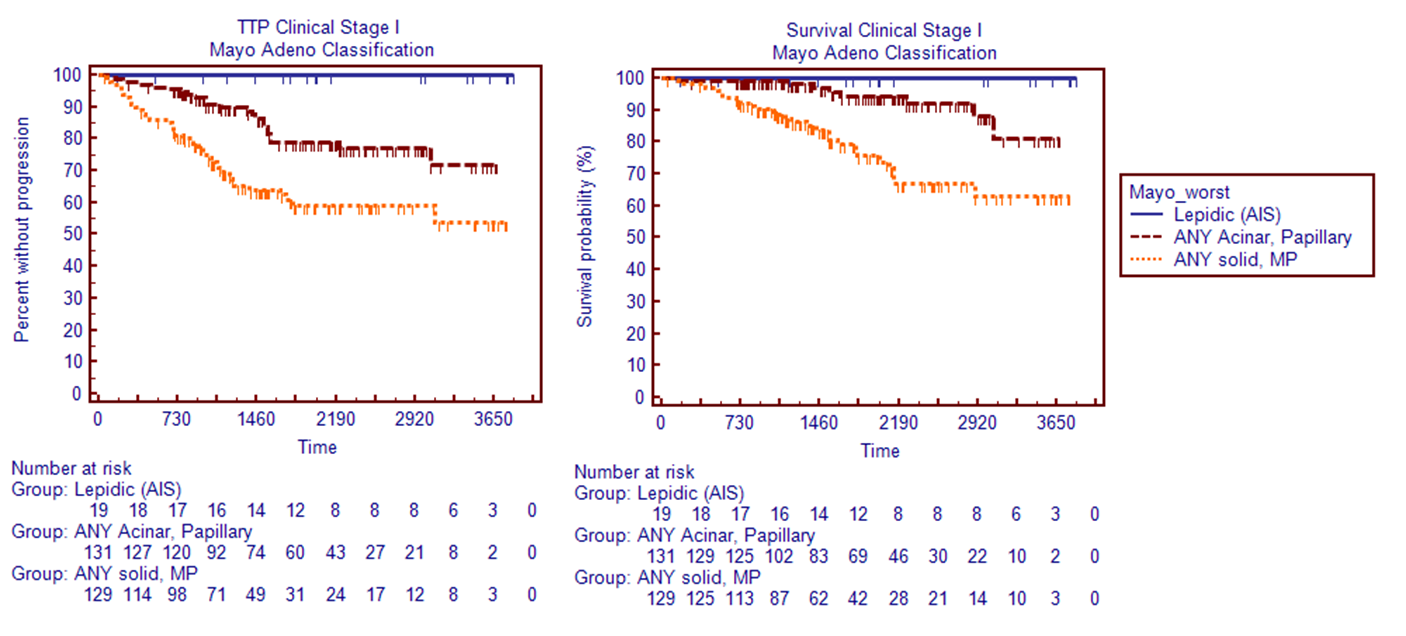 TTP Clinical Stage I
Mayo Adeno Classification
Percent without progression
100
90
80
70
60
50
40
30
20
10
0
0 730 1460 2190 2920 3650
Time
Number at risk
Group: Lepidic (AIS)
19 18 17 16 14 12 8 8 8 6 3 0
Group: ANY Acinar, Papillary
131 127 120 92 74 60 43 27 21 8 2 0
Group: ANY solid, MP
129 114 98 71 49 31 24 17 12 8 3 0
Survival Clinical Stage I
Mayo Adeno Classification
Survival probability (%)
100
90
80
70
60
50
40
30
20
10
0
0 730 1460 2190 2920 3650
Time
Number at risk
Group: Lepidic (AIS)
19 18 17 16 14 12 8 8 8 6 3 0
Group: ANY Acinar, Papillary
131 129 125 102 83 69 46 30 22 10 2 0
Group: ANY solid, MP
129 125 113 87 62 42 28 21 14 10 3 0
Mayo_worst
Lepidic (AIS)
ANY Acinar, Papillary
ANY solid, MP